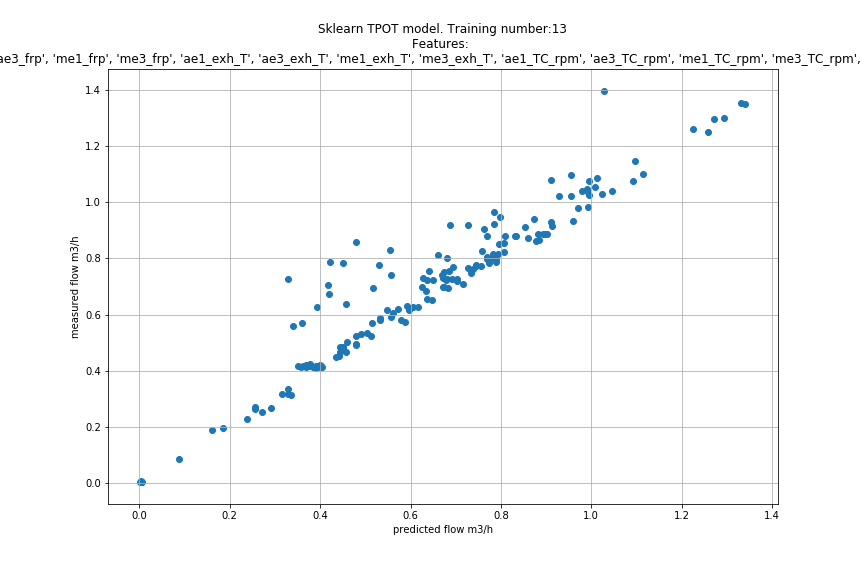 Sklearn TPOT model. Training number:13
Features:
ae3_frp', 'me1_frp', 'me3_frp', 'ae1_exh_T', 'ae3_exh_T', 'me1_exh_T', 'me3_exh_T', 'ae1_TC_rpm', 'ae3_TC_rpm', 'me1_TC_rpm', 'me3_TC_rpm',
1.4
1.2
1.0
0.8
0.6
0.4
0.2
0.0
measured flow m3/h
0.0 0.2 0.4 0.6 0.8 1.0 1.2 1.4
predicted flow m3/h